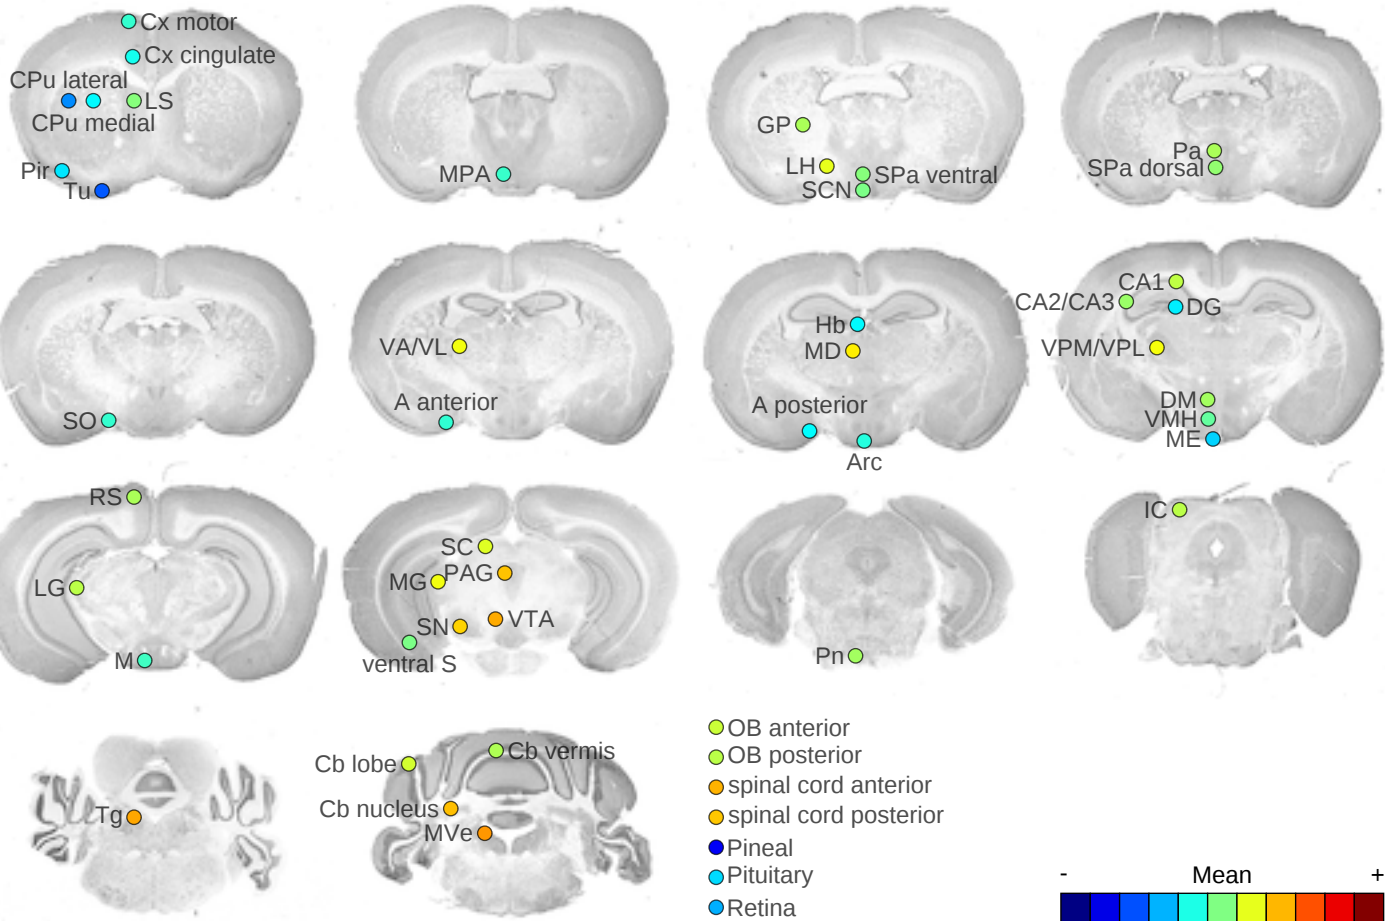 Cx motor
Cx cingulate
CPu lateral
LS
CPu medial
Pir
Tu
MPA
GP
LH
SPa ventral
SCN
Pa
SPa dorsal
SO
VA/VL
A anterior
Hb
MD
A posterior
Arc
CA1
CA2/CA3
DG
VPM/VPL
DM
VMH
ME
RS
LG
M
SC
MG
PAG
SN
VTA
ventral S
Pn
IC
Tg
Cb lobe
Cb vermis
Cb nucleus
MVe
OB anterior
OB posterior
spinal cord anterior
spinal cord posterior
Pineal
Pituitary
Retina
- Mean +